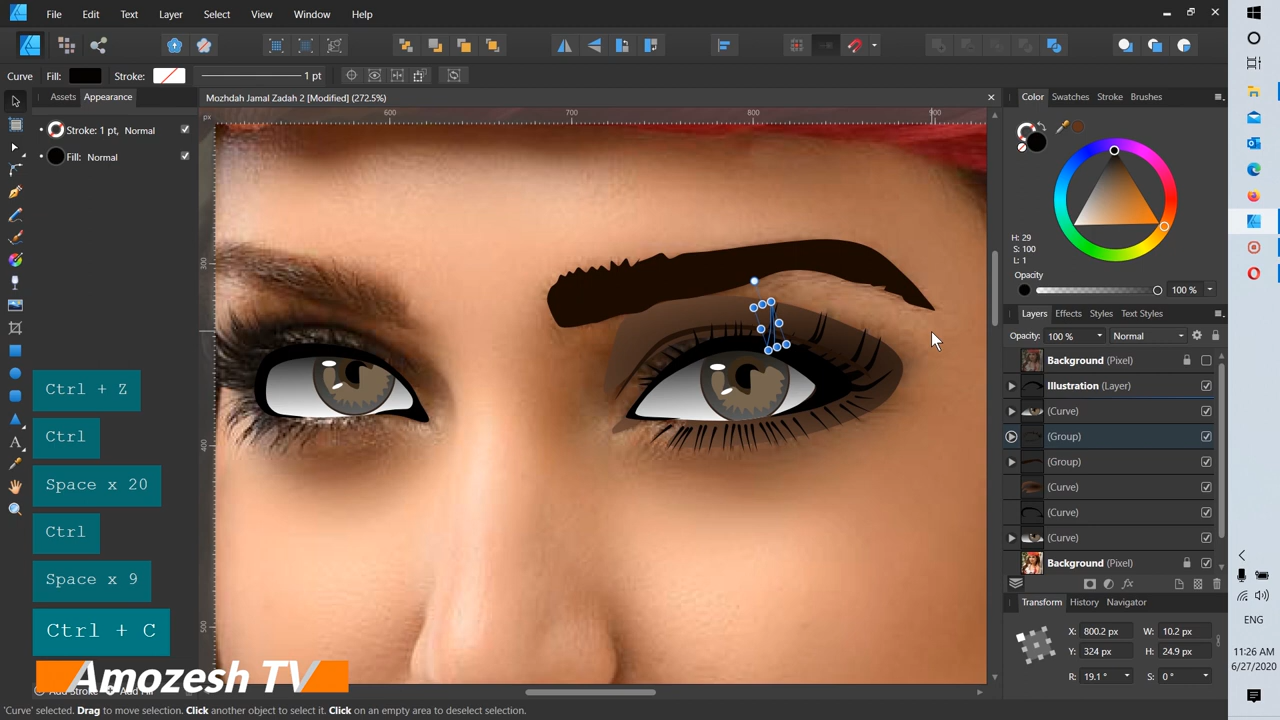 File Edit Text Layer Select View Window Help
Curve Fill: Stroke: 1 pt
Assets Appearance
Mozhdah Jamal Zadah 2 [Modified] (272.5%)
Stroke: 1 pt, Normal
Fill: Normal
px 600 700 800 900
300
400
500
Ctrl + Z
Ctrl
Space x 20
Ctrl
Space x 9
Ctrl + C
Amozesh TV
'Curve' selected. Drag to move selection. Click another object to select it. Click on an empty area to deselect selection.
Color Swatches Stroke Brushes
H: 29
S: 100
L: 1
Opacity
100 %
Layers Effects Styles Text Styles
Opacity: 100 % Normal
Background (Pixel)
Illustration (Layer)
(Curve)
(Group)
(Group)
(Curve)
(Curve)
(Curve)
Background (Pixel)
Transform History Navigator
X: 800.2 px W: 10.2 px
Y: 324 px H: 24.9 px
R: 19.1 ° S: 0 °
ENG
11:26 AM
6/27/2020